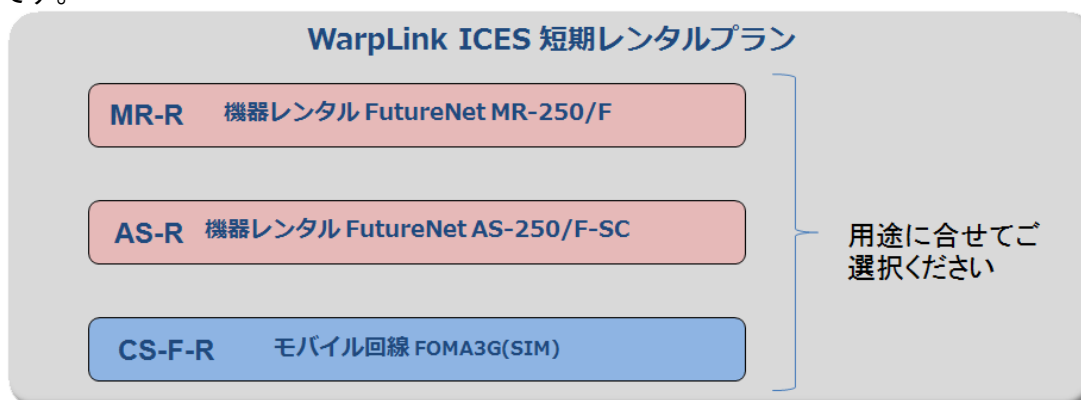 です。
WarpLink ICES 短期レンタルプラン
MR-R 機器レンタル FutureNet MR-250/F
AS-R 機器レンタル FutureNet AS-250/F-SC
用途に合せてご
選択ください
CS-F-R モバイル回線 FOMA3G(SIM)